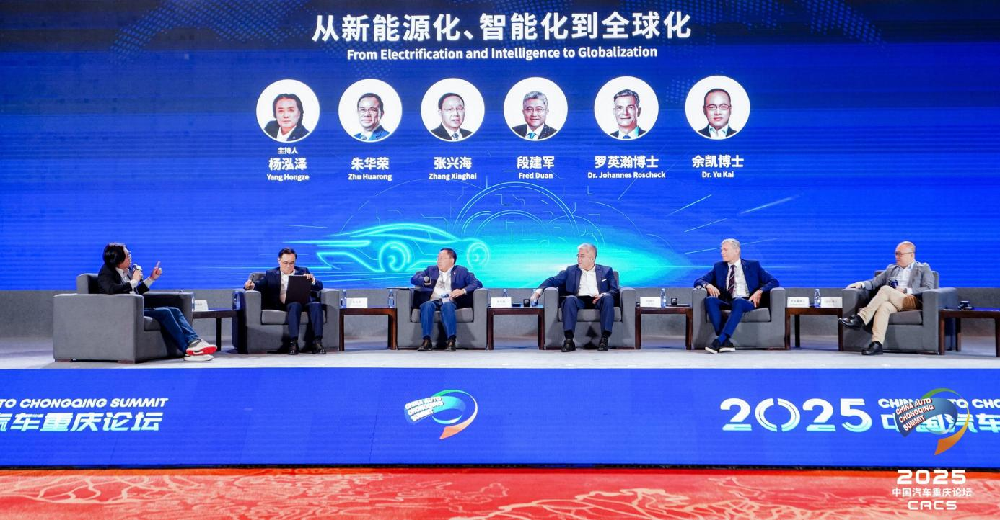 从新能源化、智能化到全球化
From Electrification and Intelligence to Globalization
主持人
杨泓泽
Yang Hongze
朱华荣
Zhu Huarong
张兴海
Zhang Xinghai
段建军
Fred Duan
罗英瀚博士
Dr. Johannes Roscheck
余凯博士
Dr. Yu Kai
TO CHONGQING SUMMIT
汽车重庆论坛
CHINA AUTO
CHONGQING
SUMMIT
2025
CHINA AUTO CHO
中国汽车
CHINA AUTO
CHONGQING
SUMMIT
2025
中国汽车重庆论坛
CACS